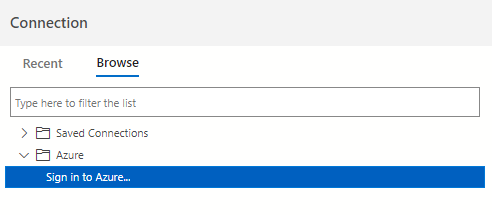 Connection
Recent Browse
Type here to filter the list
Saved Connections
Azure
Sign in to Azure...